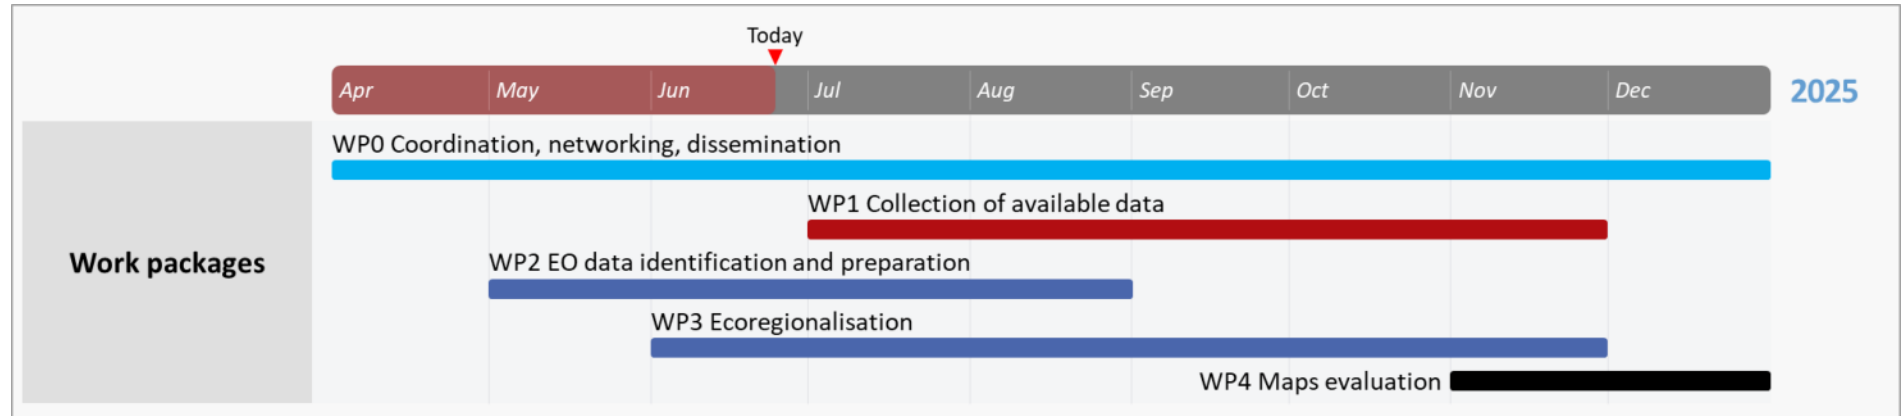 Today
Apr May Jun Jul Aug Sep Oct Nov Dec 2025
WP0 Coordination, networking, dissemination
WP1 Collection of available data
Work packages
WP2 EO data identification and preparation
WP3 Ecoregionalisation
WP4 Maps evaluation